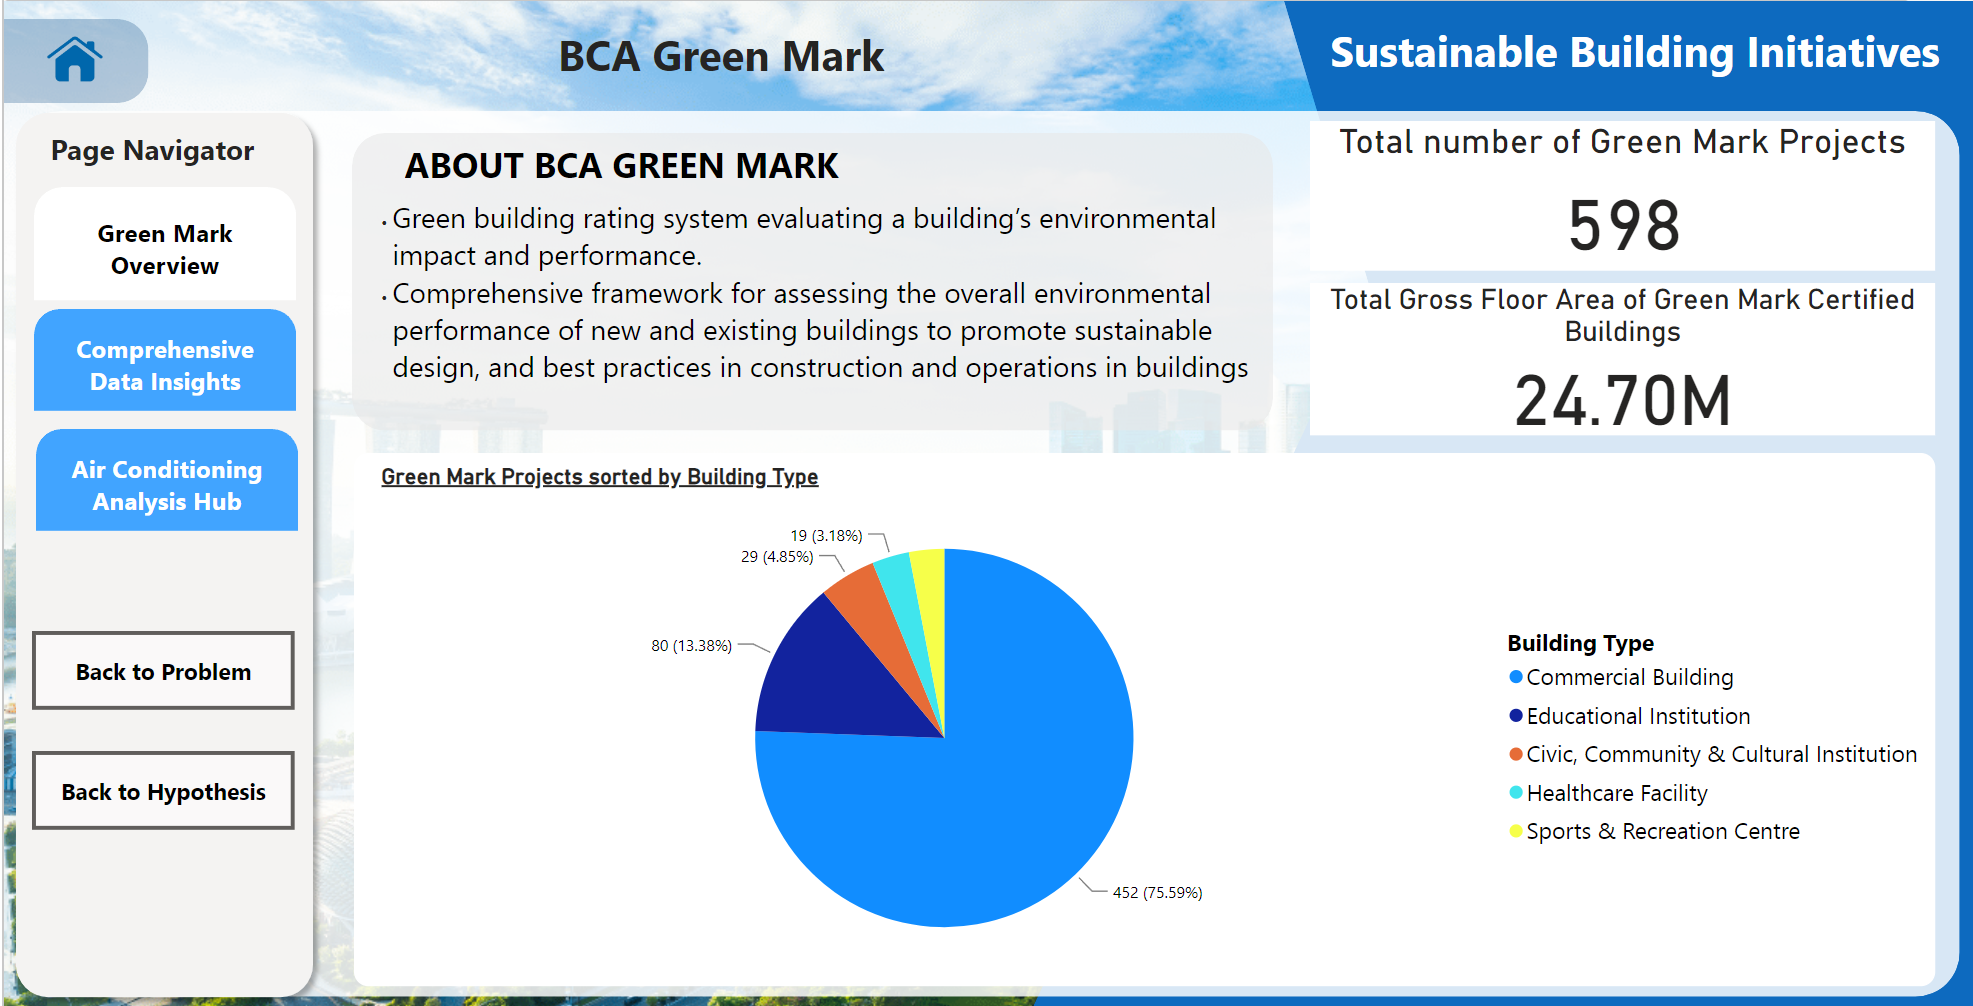 BCA Green Mark
Sustainable Building Initiatives
Page Navigator
Green Mark
Overview
Comprehensive
Data Insights
Air Conditioning
Analysis Hub
Back to Problem
Back to Hypothesis
ABOUT BCA GREEN MARK
• Green building rating system evaluating a building’s environmental
impact and performance.
• Comprehensive framework for assessing the overall environmental
performance of new and existing buildings to promote sustainable
design, and best practices in construction and operations in buildings
Total number of Green Mark Projects
598
Total Gross Floor Area of Green Mark Certified
Buildings
24.70M
Green Mark Projects sorted by Building Type
19 (3.18%)
29 (4.85%)
80 (13.38%)
452 (75.59%)
Building Type
Commercial Building
Educational Institution
Civic, Community & Cultural Institution
Healthcare Facility
Sports & Recreation Centre